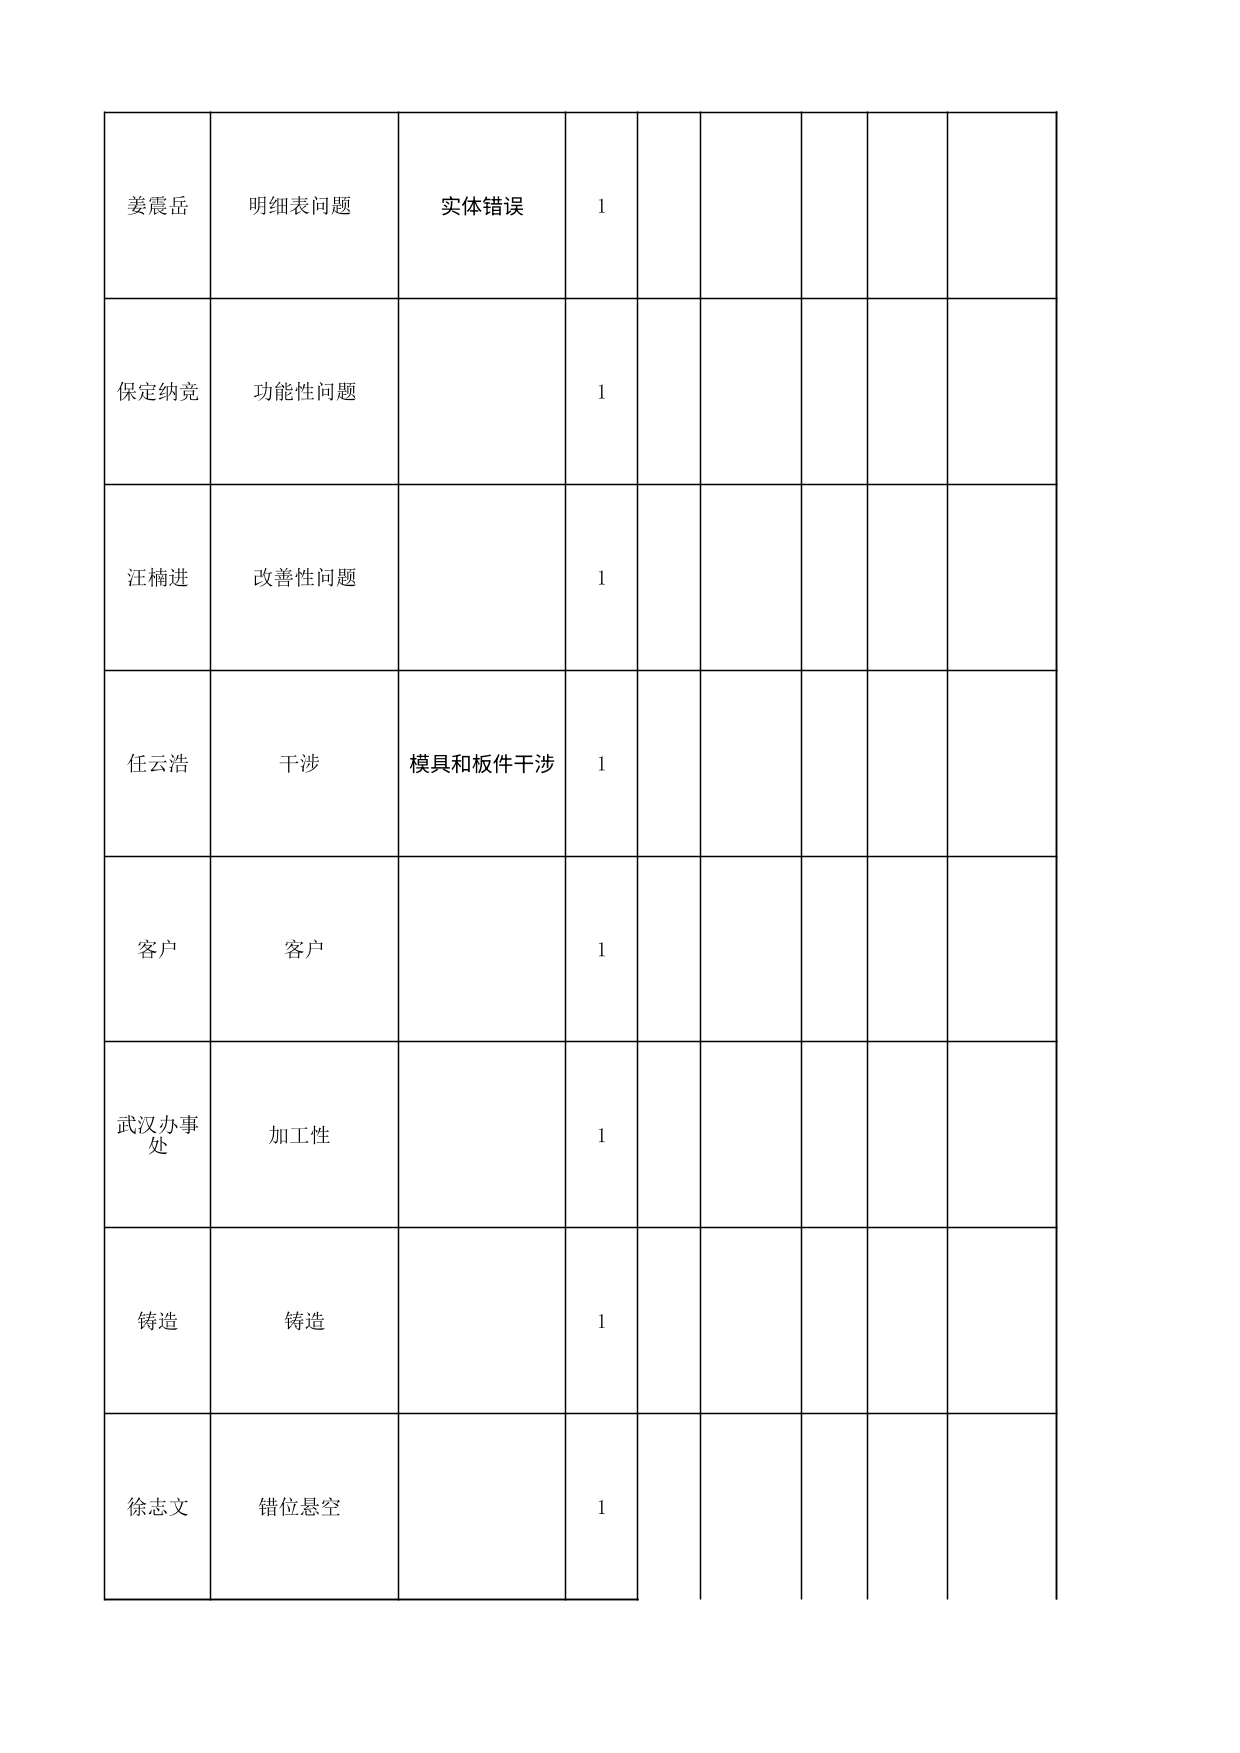 姜震岳 明细表问题 实体错误 1
保定纳竞 功能性问题 1
汪楠进 改善性问题 1
任云浩 干涉 模具和板件干涉 1
客户 客户 1
武汉办事
处 加工性 1
铸造 铸造 1
徐志文 错位悬空 1